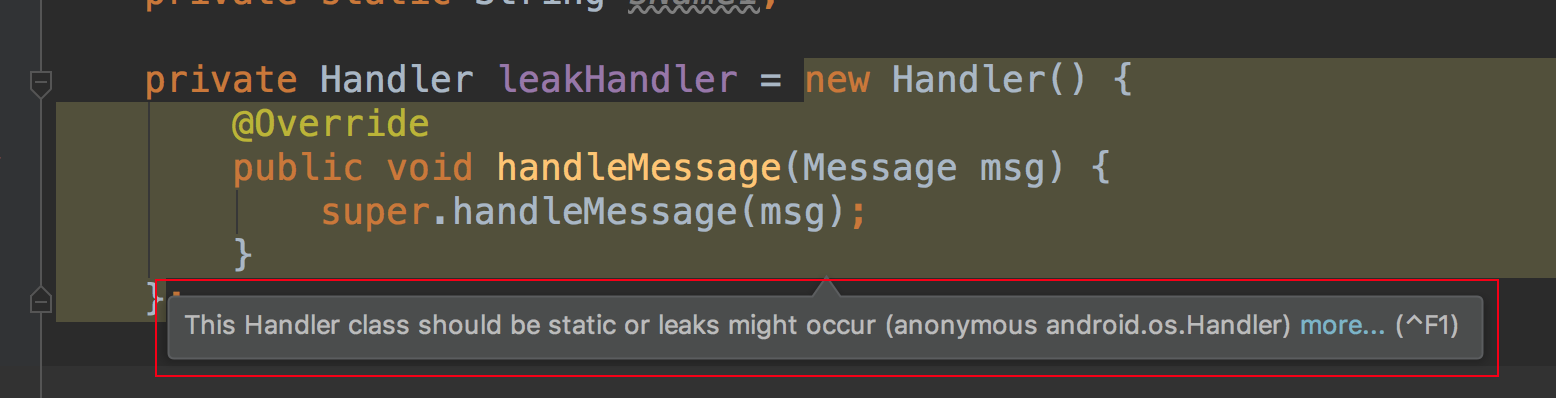 private static String sName1;
private Handler leakHandler = new Handler() {
@Override
public void handleMessage(Message msg) {
super.handleMessage(msg);
}
};
This Handler class should be static or leaks might occur (anonymous android.os.Handler) more... (^F1)